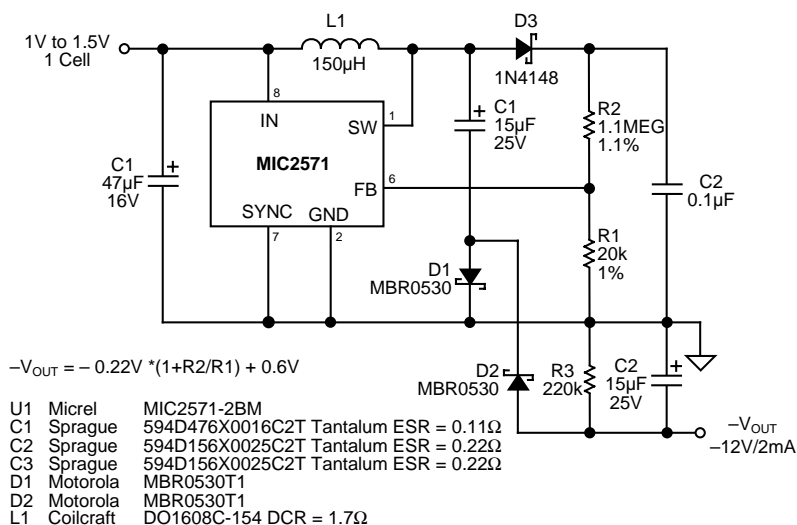 L1
D3
1V to 1.5V
1 Cell
150µH
1N4148
8
IN
SW
1
C1
15µF
25V
R2
1.1MEG
1.1%
MIC2571
C1
47µF
16V
FB
6
C2
0.1µF
SYNC
GND
7
2
R1
20k
1%
D1
MBR0530
–VOUT = – 0.22V *(1+R2/R1) + 0.6V
D2
MBR0530
R3
220k
C2
15µF
25V
–VOUT
–12V/2mA
U1 Micrel MIC2571-2BM
C1 Sprague 594D476X0016C2T Tantalum ESR = 0.11Ω
C2 Sprague 594D156X0025C2T Tantalum ESR = 0.22Ω
C3 Sprague 594D156X0025C2T Tantalum ESR = 0.22Ω
D1 Motorola MBR0530T1
D2 Motorola MBR0530T1
L1 Coilcraft DO1608C-154 DCR = 1.7Ω